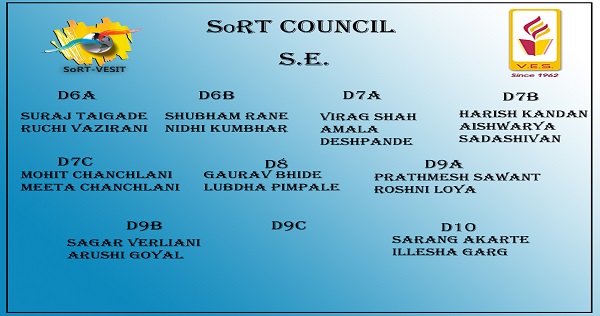 SoRT COUNCIL
S.E.
SoRT-VESIT
V.E.S.
Since 1962
D6A
SURAJ TAIGADE
RUCHI VAZIRANI
D6B
SHUBHAM RANE
NIDHI KUMBHAR
D7A
VIRAG SHAH
AMALA
DESHPANDE
D7B
HARISH KANDAN
AISHWARYA
SADASHIVAN
D7C
MOHIT CHANCHLANI
MEETA CHANCHLANI
D8
GAURAV BHIDE
LUBDHA PIMPALE
D9A
PRATHMESH SAWANT
ROSHNI LOYA
D9B
SAGAR VERLIANI
ARUSHI GOYAL
D9C
D10
SARANG AKARTE
ILLESHA GARG